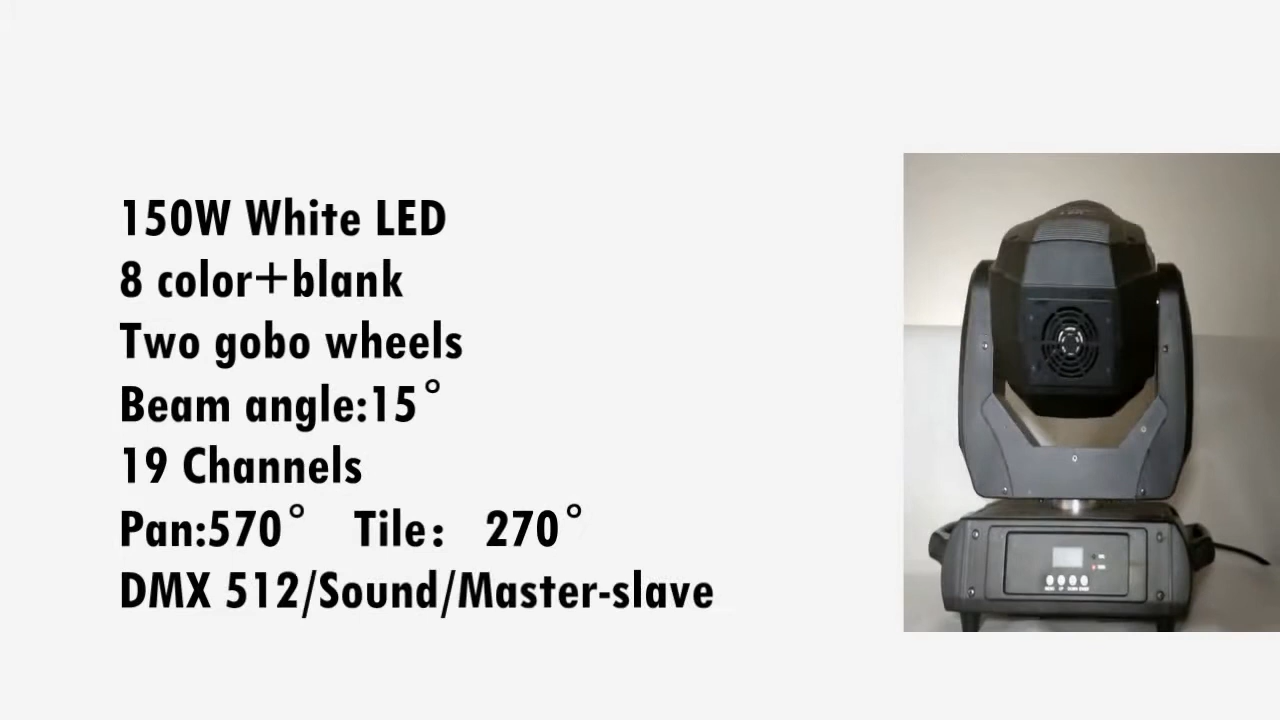 150W White LED
8 color+blank
Two gobo wheels
Beam angle:15°
19 Channels
Pan:570° Tile： 270°
DMX 512/Sound/Master-slave